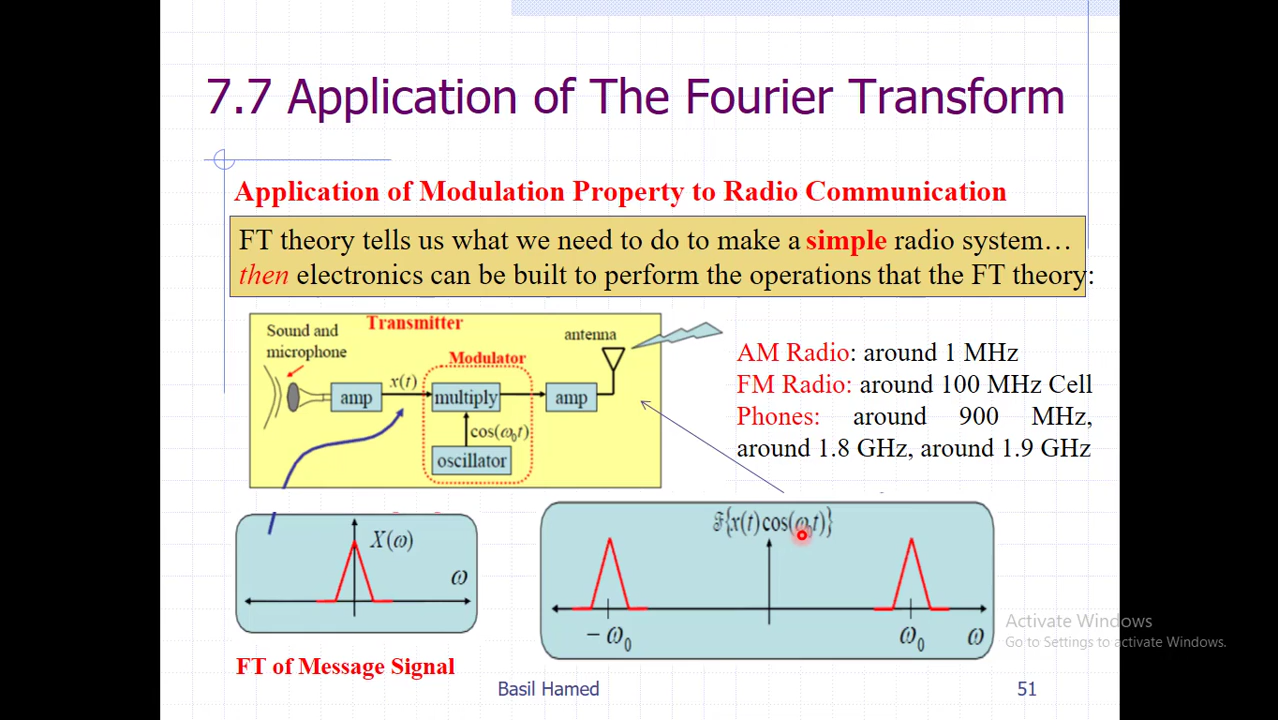 7.7 Application of The Fourier Transform
Application of Modulation Property to Radio Communication
FT theory tells us what we need to do to make a simple radio system…
then electronics can be built to perform the operations that the FT theory:
Transmitter
Sound and
microphone
antenna
Modulator
amp
x(t)
multiply
amp
cos(ω₀t)
oscillator
AM Radio: around 1 MHz
FM Radio: around 100 MHz Cell
Phones: around 900 MHz,
around 1.8 GHz, around 1.9 GHz
X(ω)
ω
FT of Message Signal
ℱ{x(t)cos(ω₀t)}
− ω₀
ω₀
ω
Activate Windows
Go to Settings to activate Windows.
Basil Hamed
51